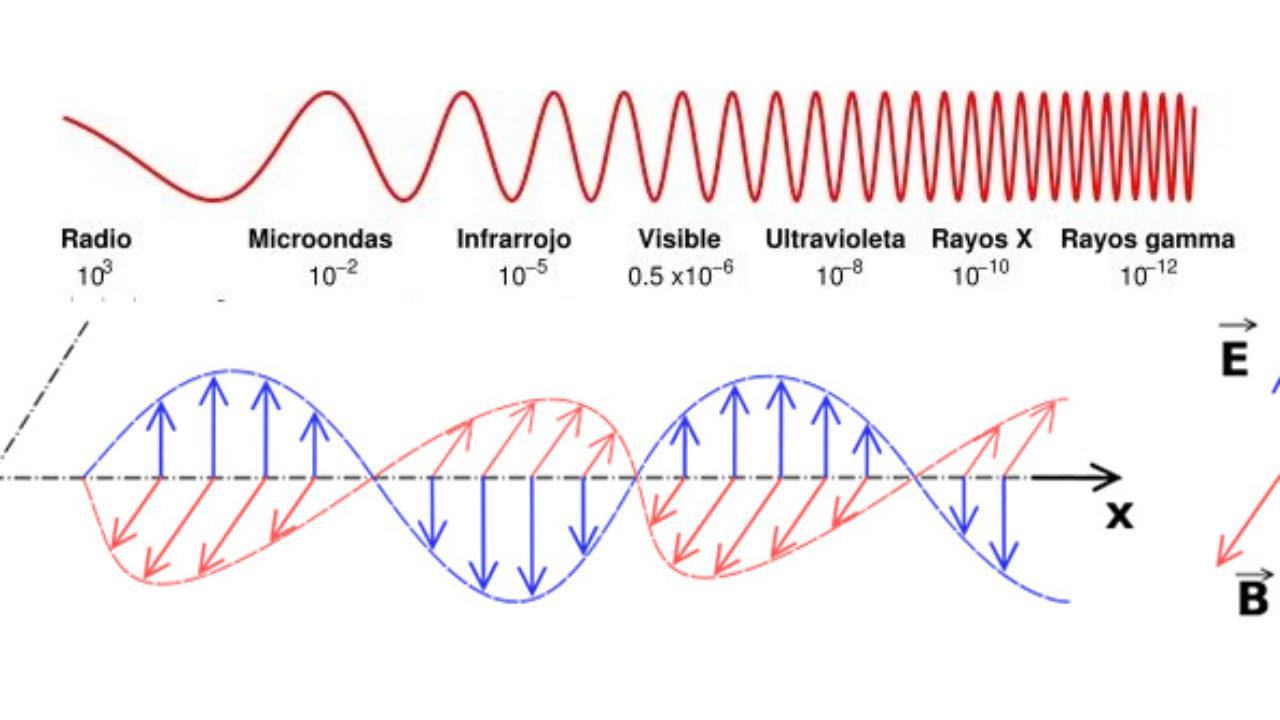 Radio Microondas Infrarrojo Visible Ultravioleta Rayos X Rayos gamma
10³ 10⁻² 10⁻⁵ 0.5 x10⁻⁶ 10⁻⁸ 10⁻¹⁰ 10⁻¹²
E
x
B